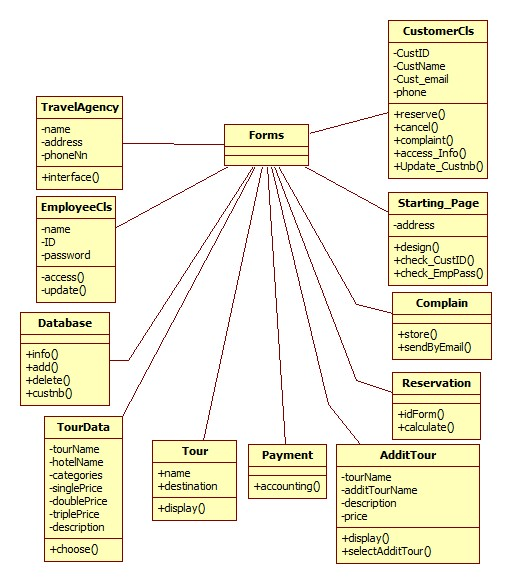 CustomerCls
-CustID
-CustName
-Cust_email
-phone
+reserve()
+cancel()
+complaint()
+access_Info()
+Update_Custnb()
TravelAgency
-name
-address
-phoneNn
+interface()
Forms
EmployeeCls
-name
-ID
-password
-access()
-update()
Starting_Page
-address
+design()
+check_CustID()
+check_EmpPass()
Database
+info()
+add()
+delete()
+custnb()
Complain
+store()
+sendByEmail()
Reservation
+idForm()
+calculate()
TourData
-tourName
-hotelName
-categories
-singlePrice
-doublePrice
-triplePrice
-description
+choose()
Tour
+name
+destination
+display()
Payment
+accounting()
AdditTour
-tourName
-additTourName
-description
-price
+display()
+selectAdditTour()